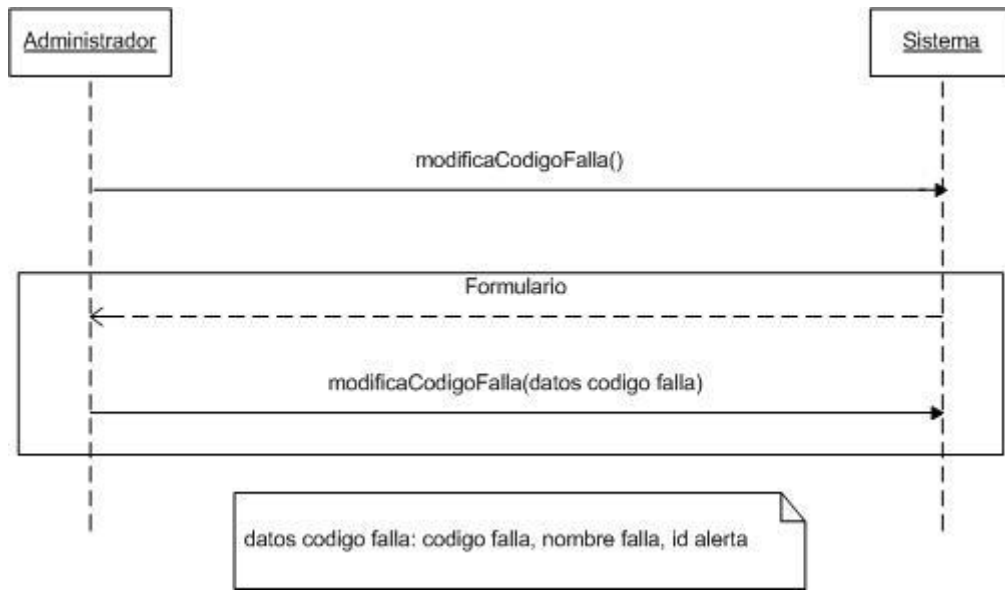 Administrador
Sistema
modificaCodigoFalla()
Formulario
modificaCodigoFalla(datos codigo falla)
datos codigo falla: codigo falla, nombre falla, id alerta